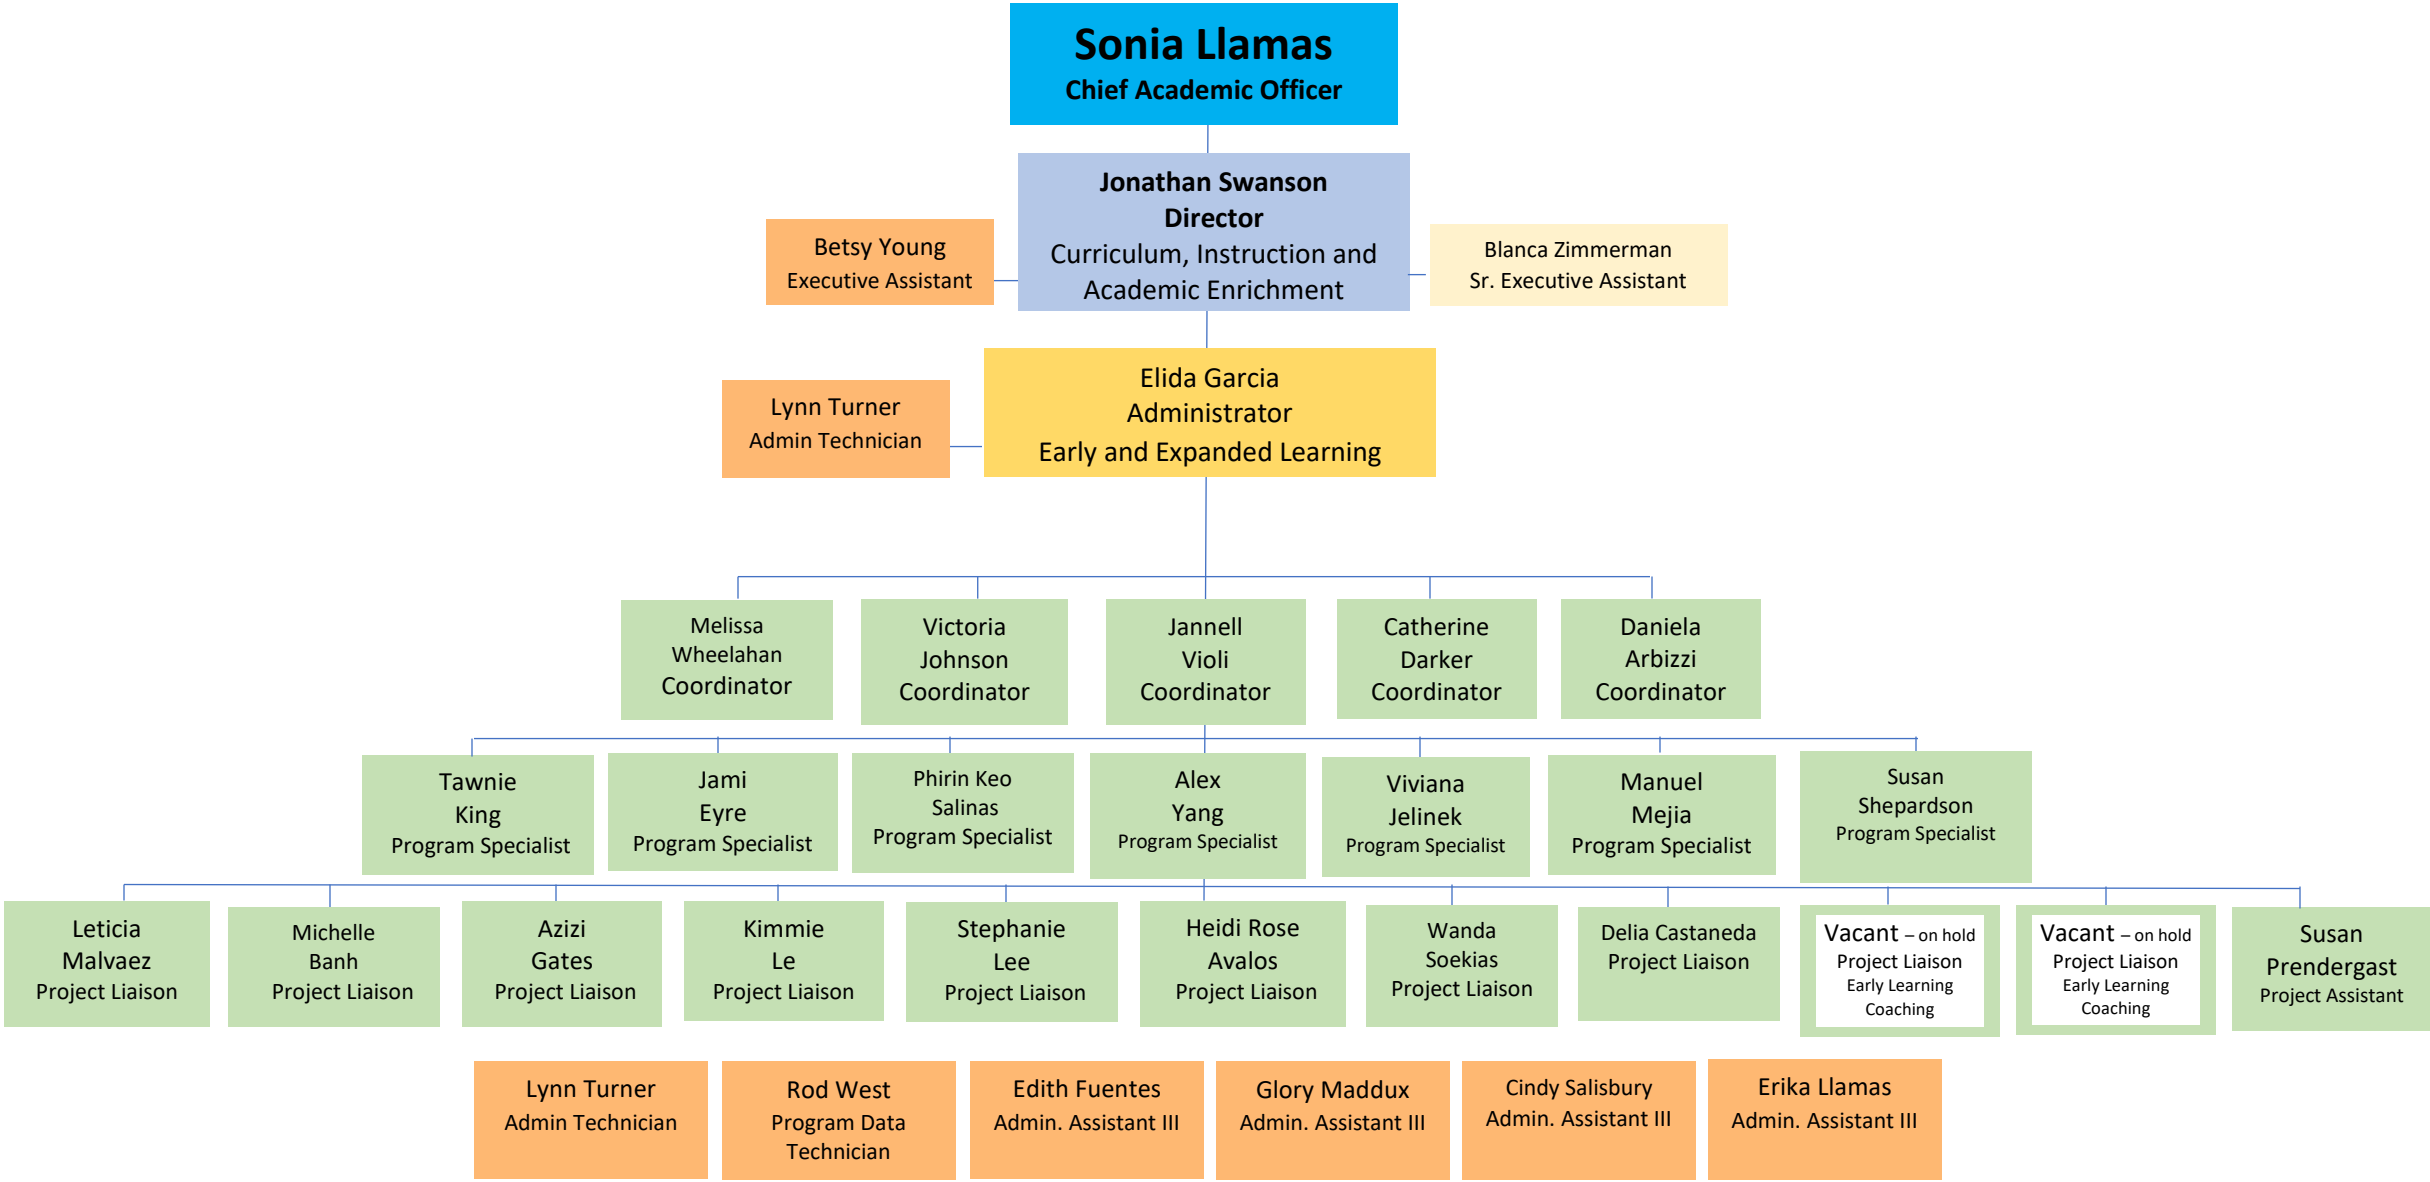 Sonia Llamas
Chief Academic Officer
Jonathan Swanson
Director
Curriculum, Instruction and
Academic Enrichment
Betsy Young
Executive Assistant
Blanca Zimmerman
Sr. Executive Assistant
Elida Garcia
Administrator
Early and Expanded Learning
Lynn Turner
Admin Technician
Melissa
Wheelahan
Coordinator
Victoria
Johnson
Coordinator
Jannell
Violi
Coordinator
Catherine
Darker
Coordinator
Daniela
Arbizzi
Coordinator
Tawnie
King
Program Specialist
Jami
Eyre
Program Specialist
Phirin Keo
Salinas
Program Specialist
Alex
Yang
Program Specialist
Viviana
Jelinek
Program Specialist
Manuel
Mejia
Program Specialist
Susan
Shepardson
Program Specialist
Leticia
Malvaez
Project Liaison
Michelle
Banh
Project Liaison
Azizi
Gates
Project Liaison
Kimmie
Le
Project Liaison
Stephanie
Lee
Project Liaison
Heidi Rose
Avalos
Project Liaison
Wanda
Soekias
Project Liaison
Delia Castaneda
Project Liaison
Vacant – on hold
Project Liaison
Early Learning
Coaching
Vacant – on hold
Project Liaison
Early Learning
Coaching
Susan
Prendergast
Project Assistant
Lynn Turner
Admin Technician
Rod West
Program Data
Technician
Edith Fuentes
Admin. Assistant III
Glory Maddux
Admin. Assistant III
Cindy Salisbury
Admin. Assistant III
Erika Llamas
Admin. Assistant III